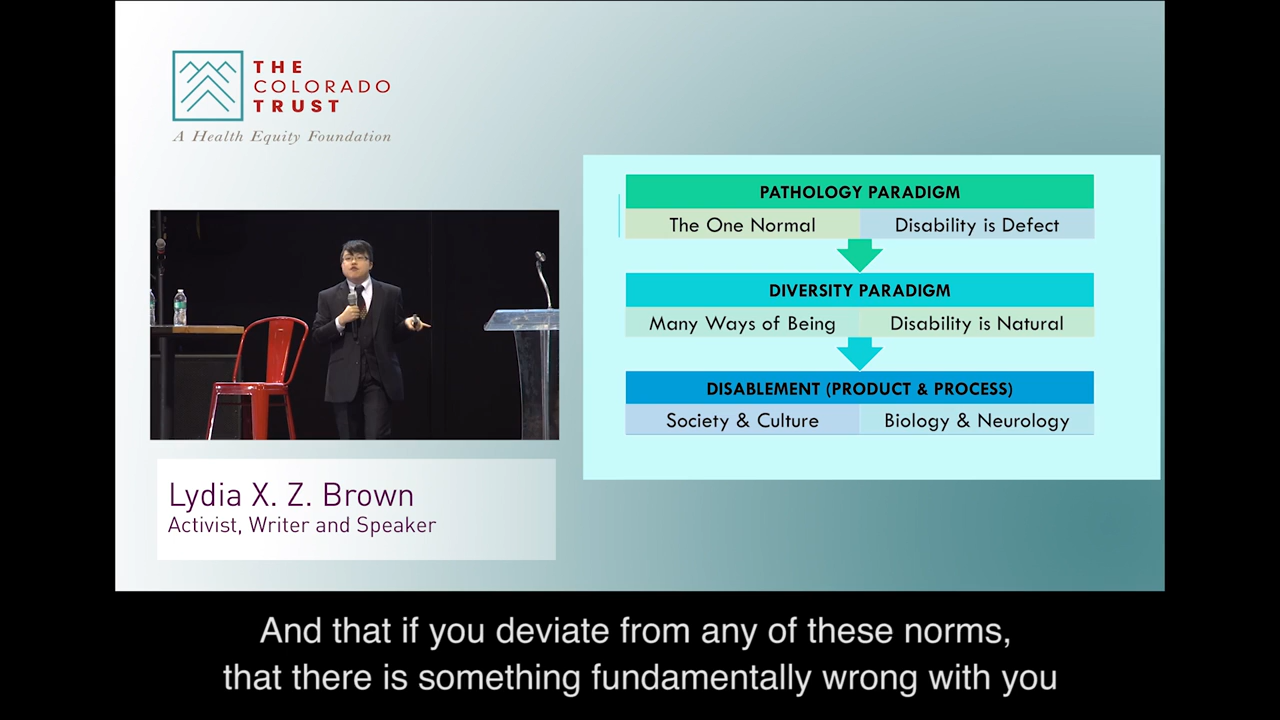 THE
COLORADO
TRUST
A Health Equity Foundation
PATHOLOGY PARADIGM
The One Normal
Disability is Defect
DIVERSITY PARADIGM
Many Ways of Being
Disability is Natural
DISABLEMENT (PRODUCT & PROCESS)
Society & Culture
Biology & Neurology
Lydia X. Z. Brown
Activist, Writer and Speaker
And that if you deviate from any of these norms,
that there is something fundamentally wrong with you